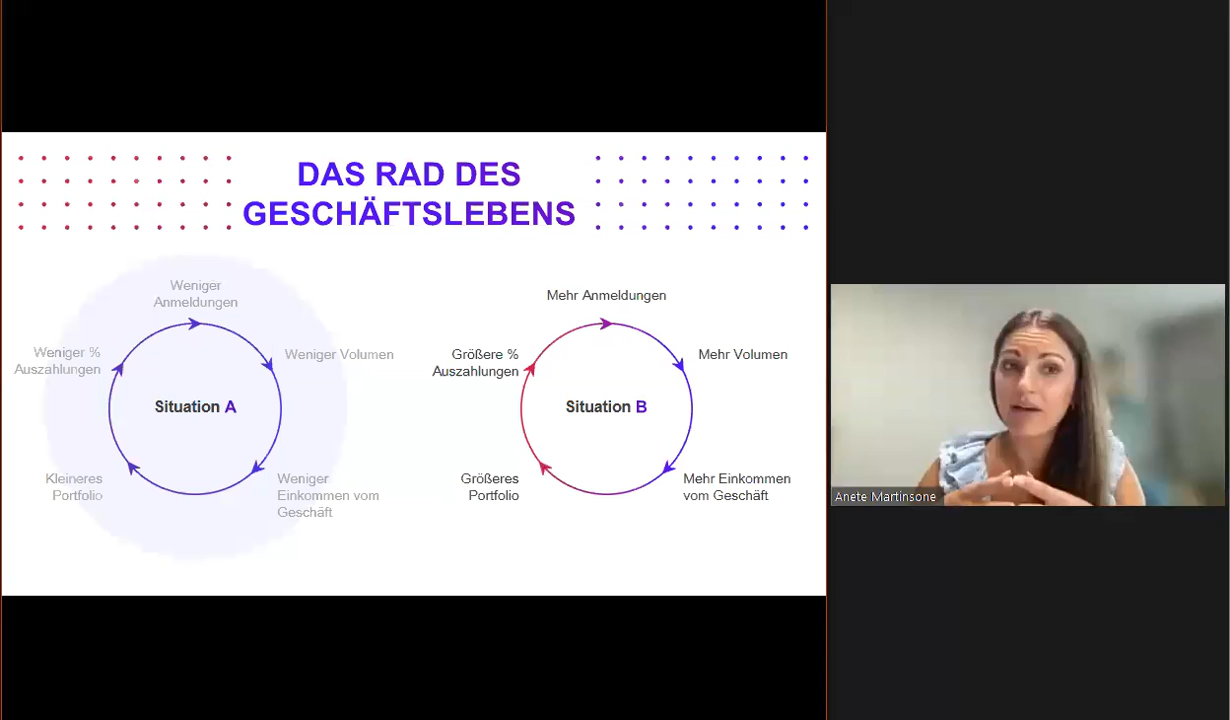 DAS RAD DES
GESCHÄFTSLEBENS
Weniger
Anmeldungen
Weniger %
Auszahlungen
Weniger Volumen
Situation A
Kleineres
Portfolio
Weniger
Einkommen vom
Geschäft
Mehr Anmeldungen
Größere %
Auszahlungen
Mehr Volumen
Situation B
Größeres
Portfolio
Mehr Einkommen
vom Geschäft
Anete Martinsone